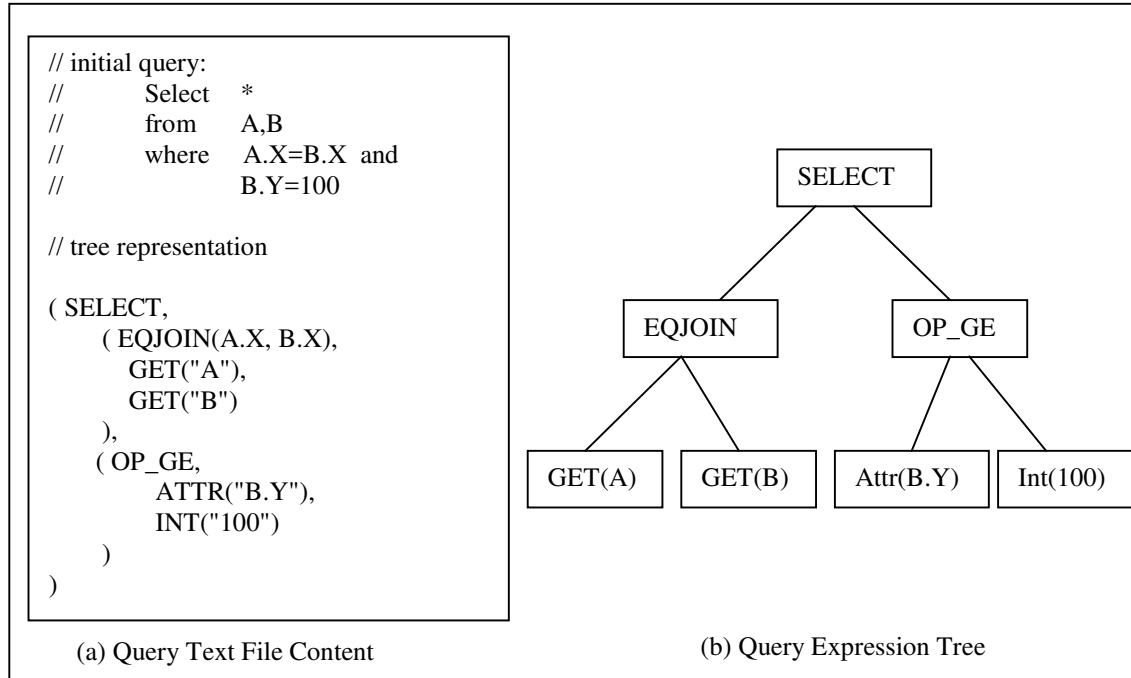 // initial query:
// Select *
// from A,B
// where A.X=B.X and
// B.Y=100
// tree representation
( SELECT,
( EQJOIN(A.X, B.X),
GET("A"),
GET("B")
),
( OP_GE,
ATTR("B.Y"),
INT("100")
)
)
(a) Query Text File Content
SELECT
EQJOIN OP_GE
GET(A) GET(B) Attr(B.Y) Int(100)
(b) Query Expression Tree